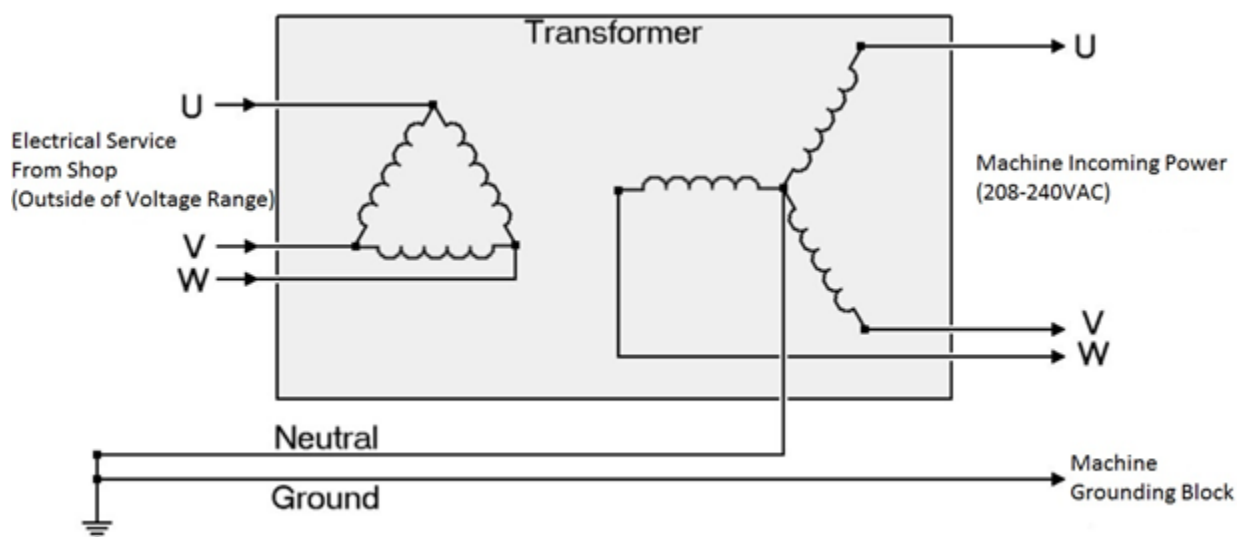 Transformer
U
U
Electrical Service
From Shop
(Outside of Voltage Range)
Machine Incoming Power
(208-240VAC)
V
W
V
W
Neutral
Ground
Machine
Grounding Block